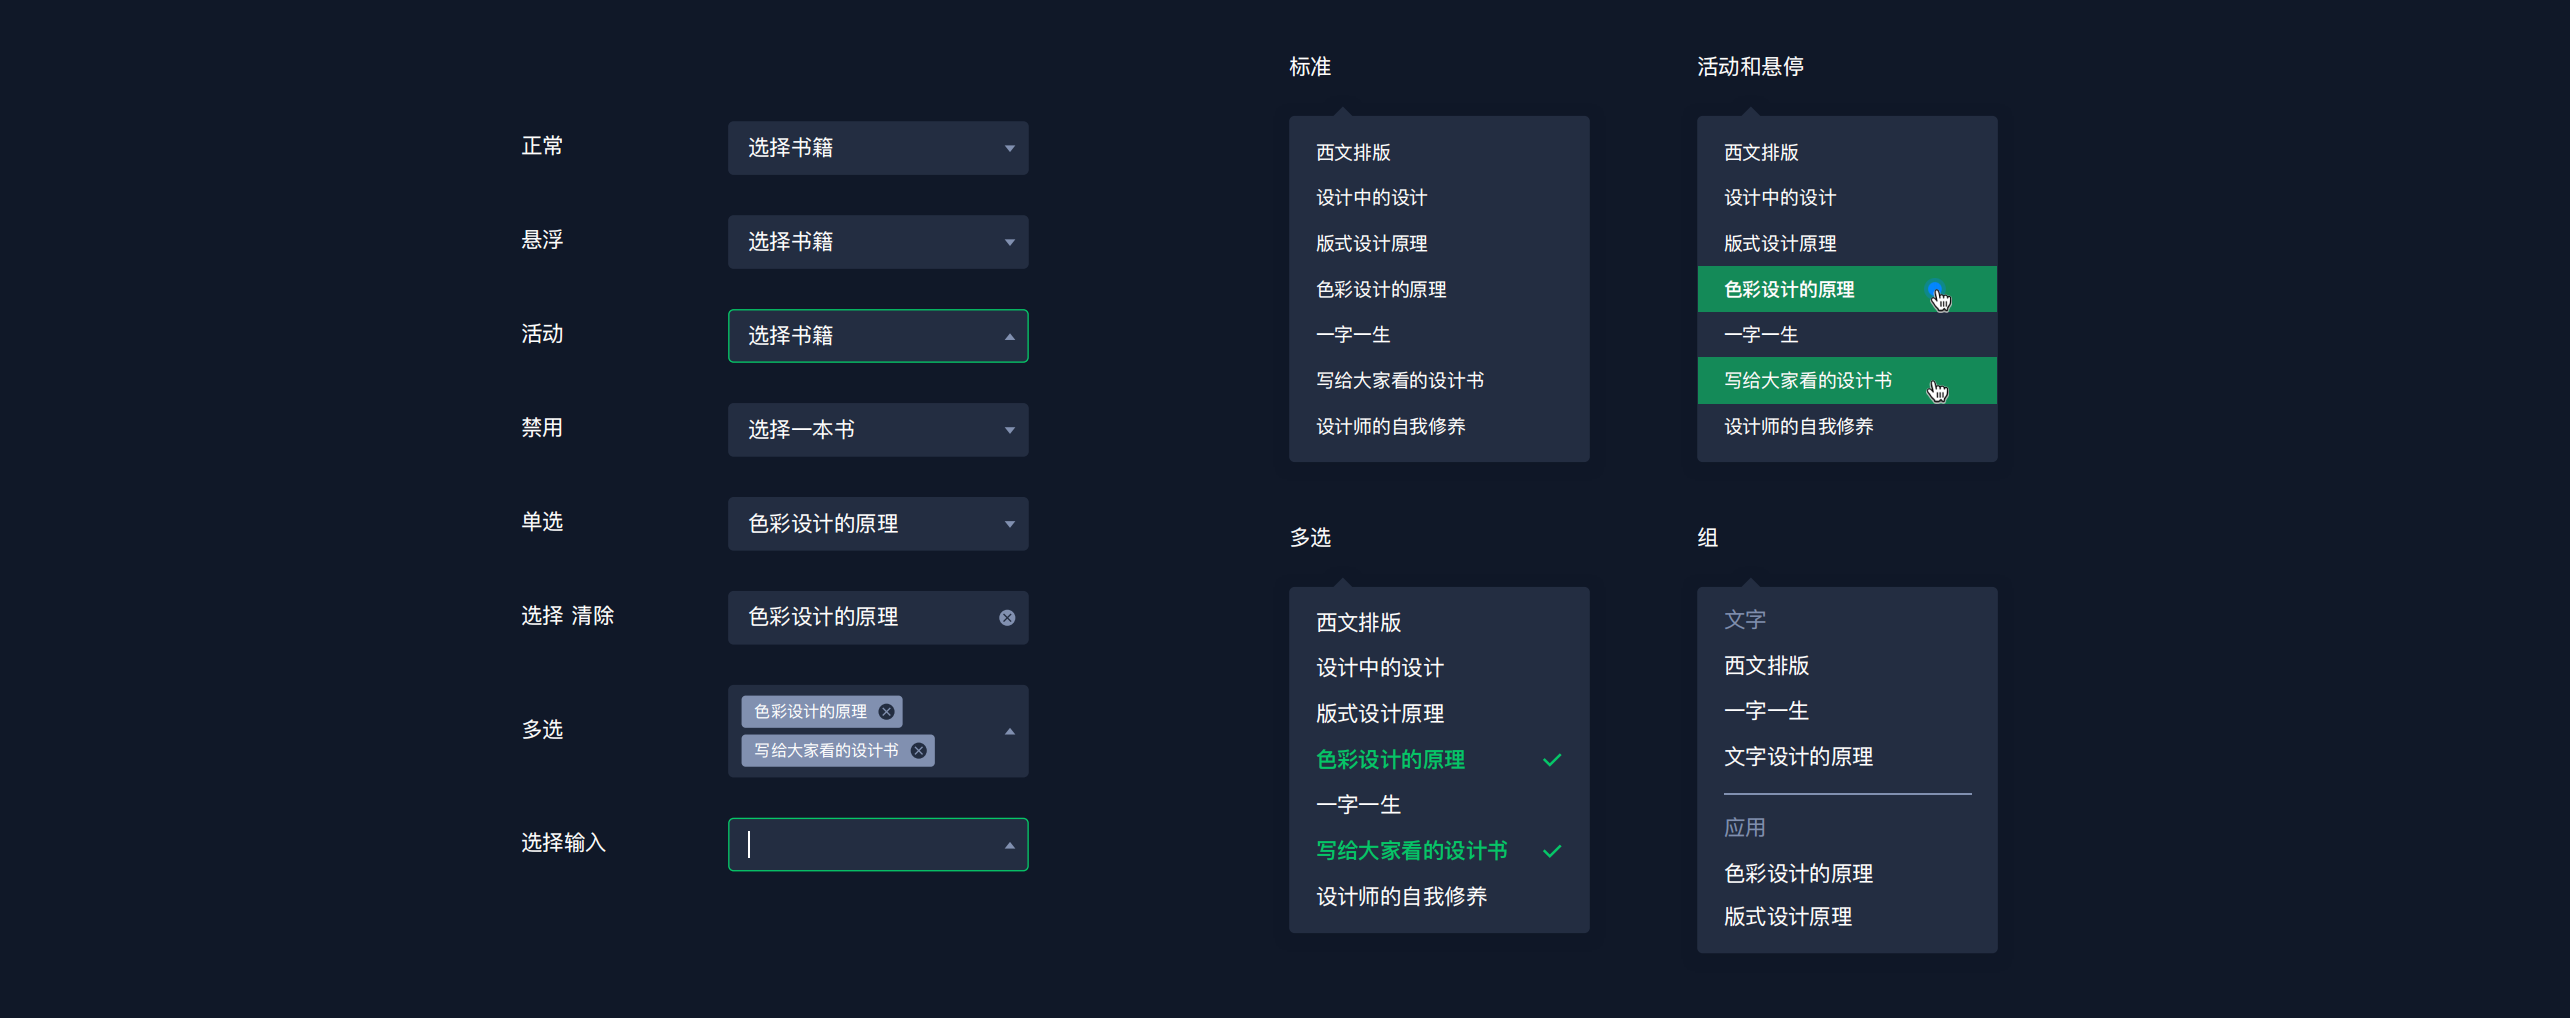 正常
选择书籍
悬浮
选择书籍
活动
选择书籍
禁用
选择一本书
单选
色彩设计的原理
选择 清除
色彩设计的原理
多选
色彩设计的原理
写给大家看的设计书
选择输入
标准
西文排版
设计中的设计
版式设计原理
色彩设计的原理
一字一生
写给大家看的设计书
设计师的自我修养
活动和悬停
西文排版
设计中的设计
版式设计原理
色彩设计的原理
一字一生
写给大家看的设计书
设计师的自我修养
多选
西文排版
设计中的设计
版式设计原理
色彩设计的原理
一字一生
写给大家看的设计书
设计师的自我修养
组
文字
西文排版
一字一生
文字设计的原理
应用
色彩设计的原理
版式设计原理